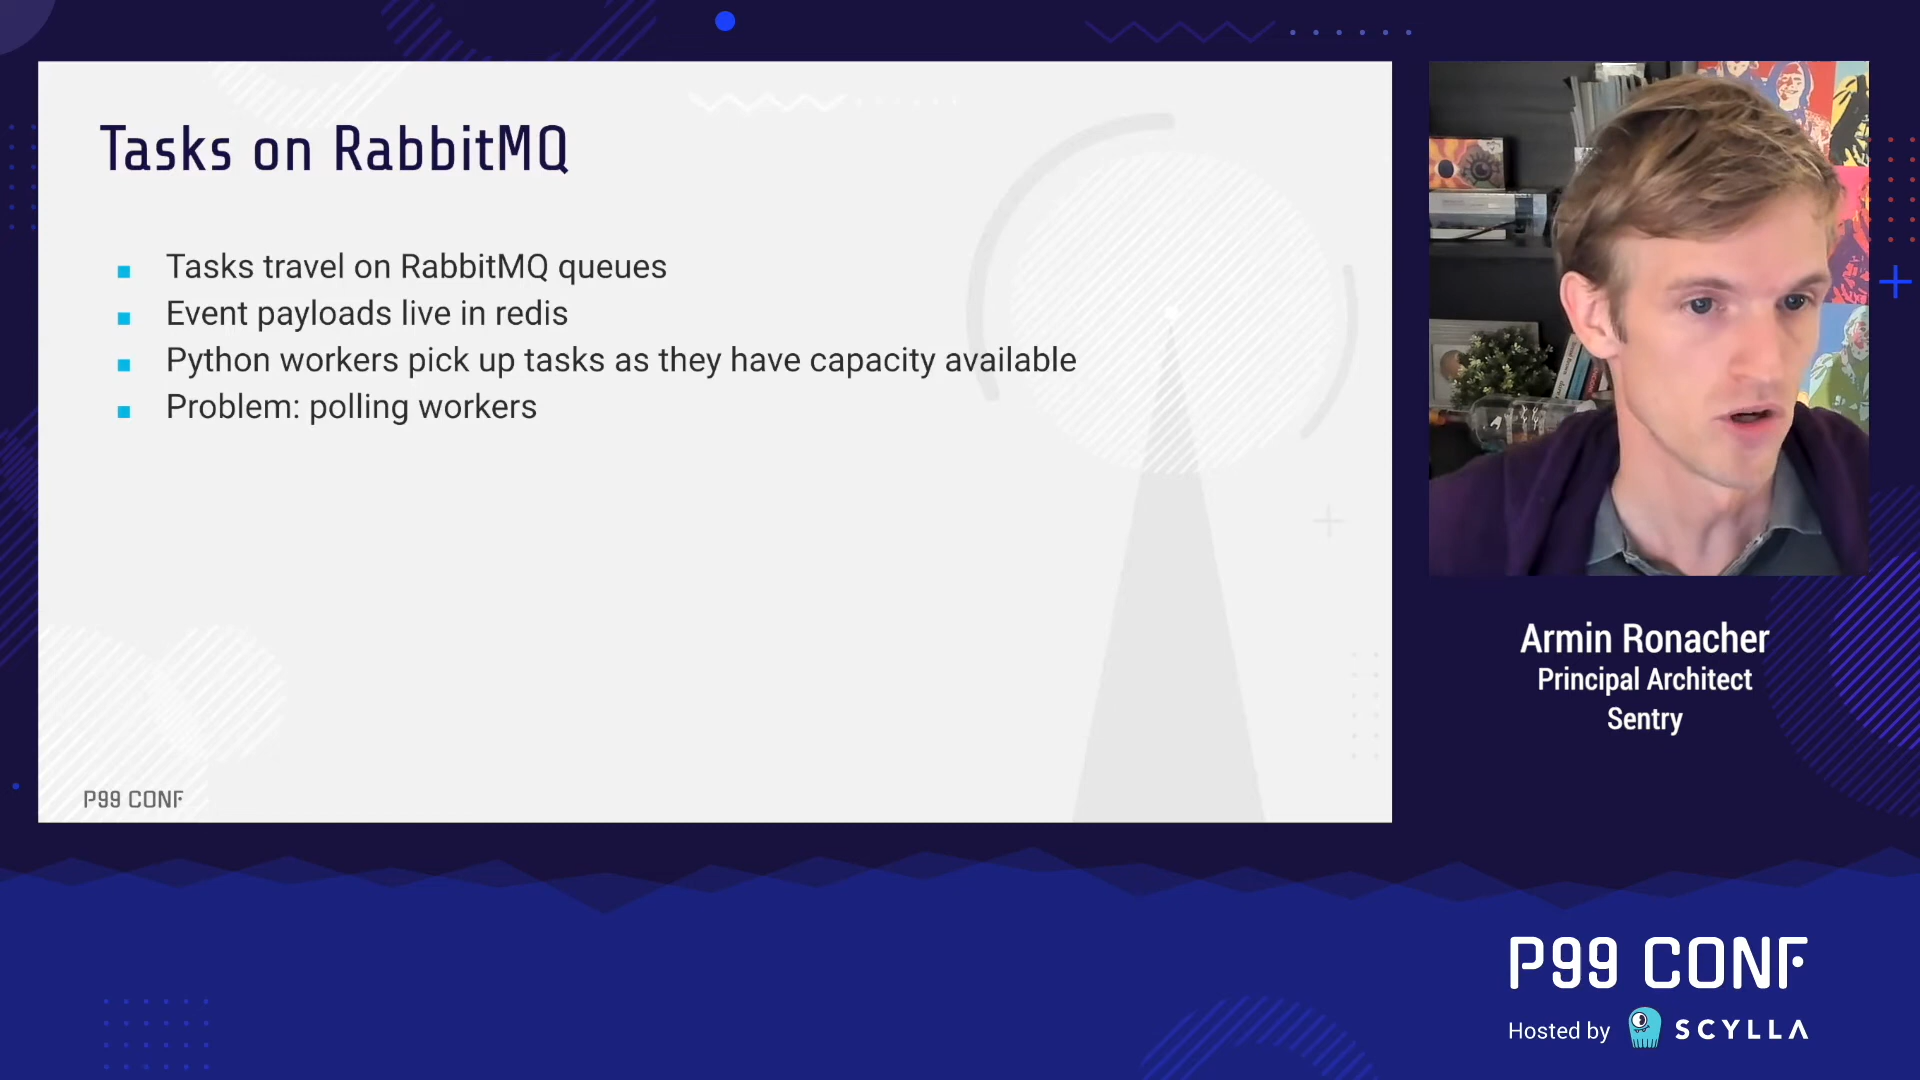 Tasks on RabbitMQ
Tasks travel on RabbitMQ queues
Event payloads live in redis
Python workers pick up tasks as they have capacity available
Problem: polling workers
P99 CONF
Armin Ronacher
Principal Architect
Sentry
P99 CONF
Hosted by SCYLLA